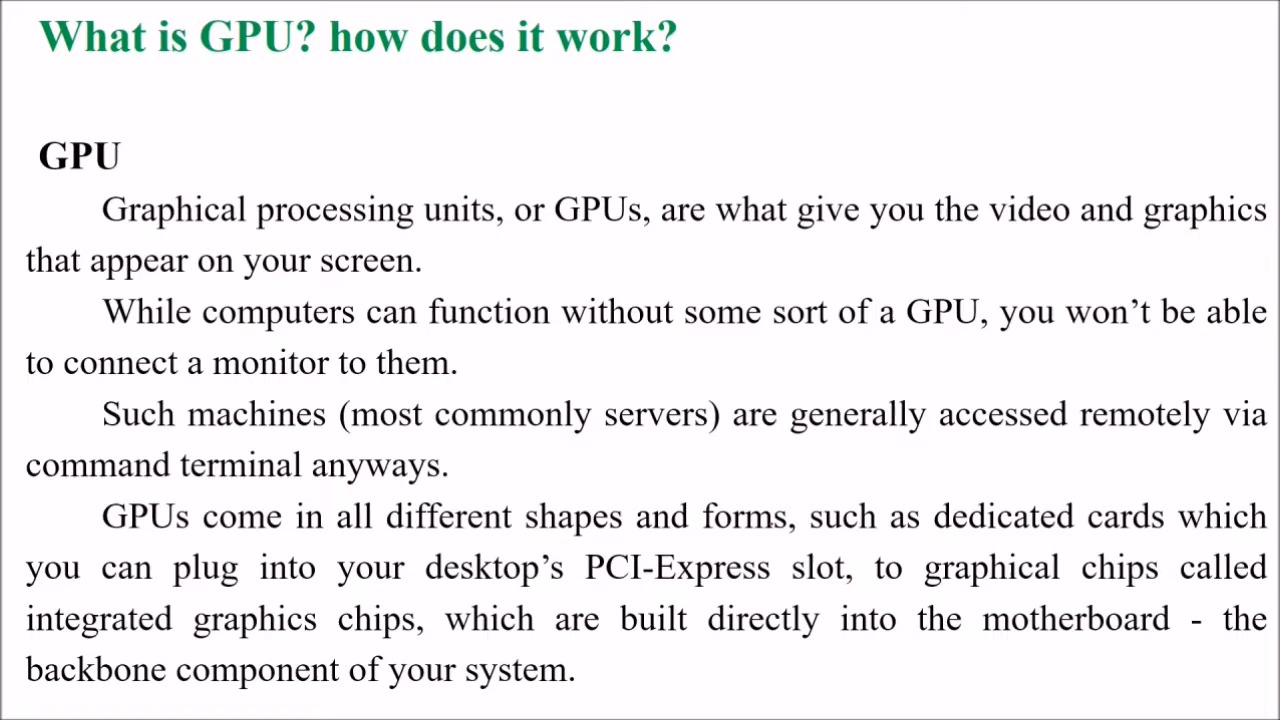 What is GPU? how does it work?
GPU
Graphical processing units, or GPUs, are what give you the video and graphics
that appear on your screen.
While computers can function without some sort of a GPU, you won’t be able
to connect a monitor to them.
Such machines (most commonly servers) are generally accessed remotely via
command terminal anyways.
GPUs come in all different shapes and forms, such as dedicated cards which
you can plug into your desktop’s PCI-Express slot, to graphical chips called
integrated graphics chips, which are built directly into the motherboard - the
backbone component of your system.